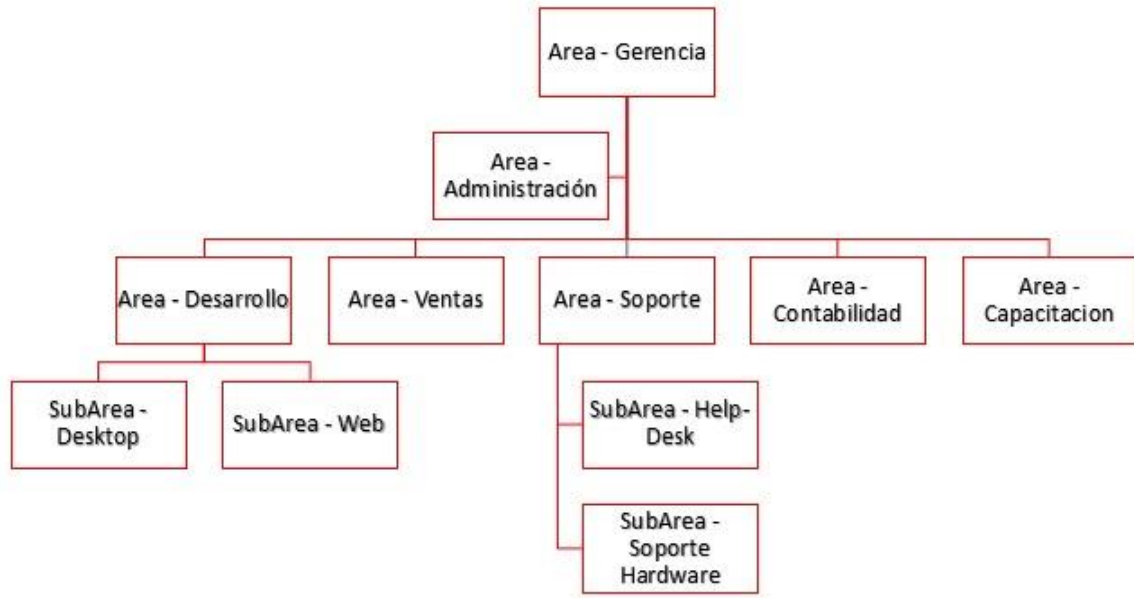 Area - Gerencia
Area -
Administración
Area - Desarrollo
Area - Ventas
Area - Soporte
Area -
Contabilidad
Area -
Capacitacion
SubArea -
Desktop
SubArea - Web
SubArea - Help-
Desk
SubArea -
Soporte
Hardware